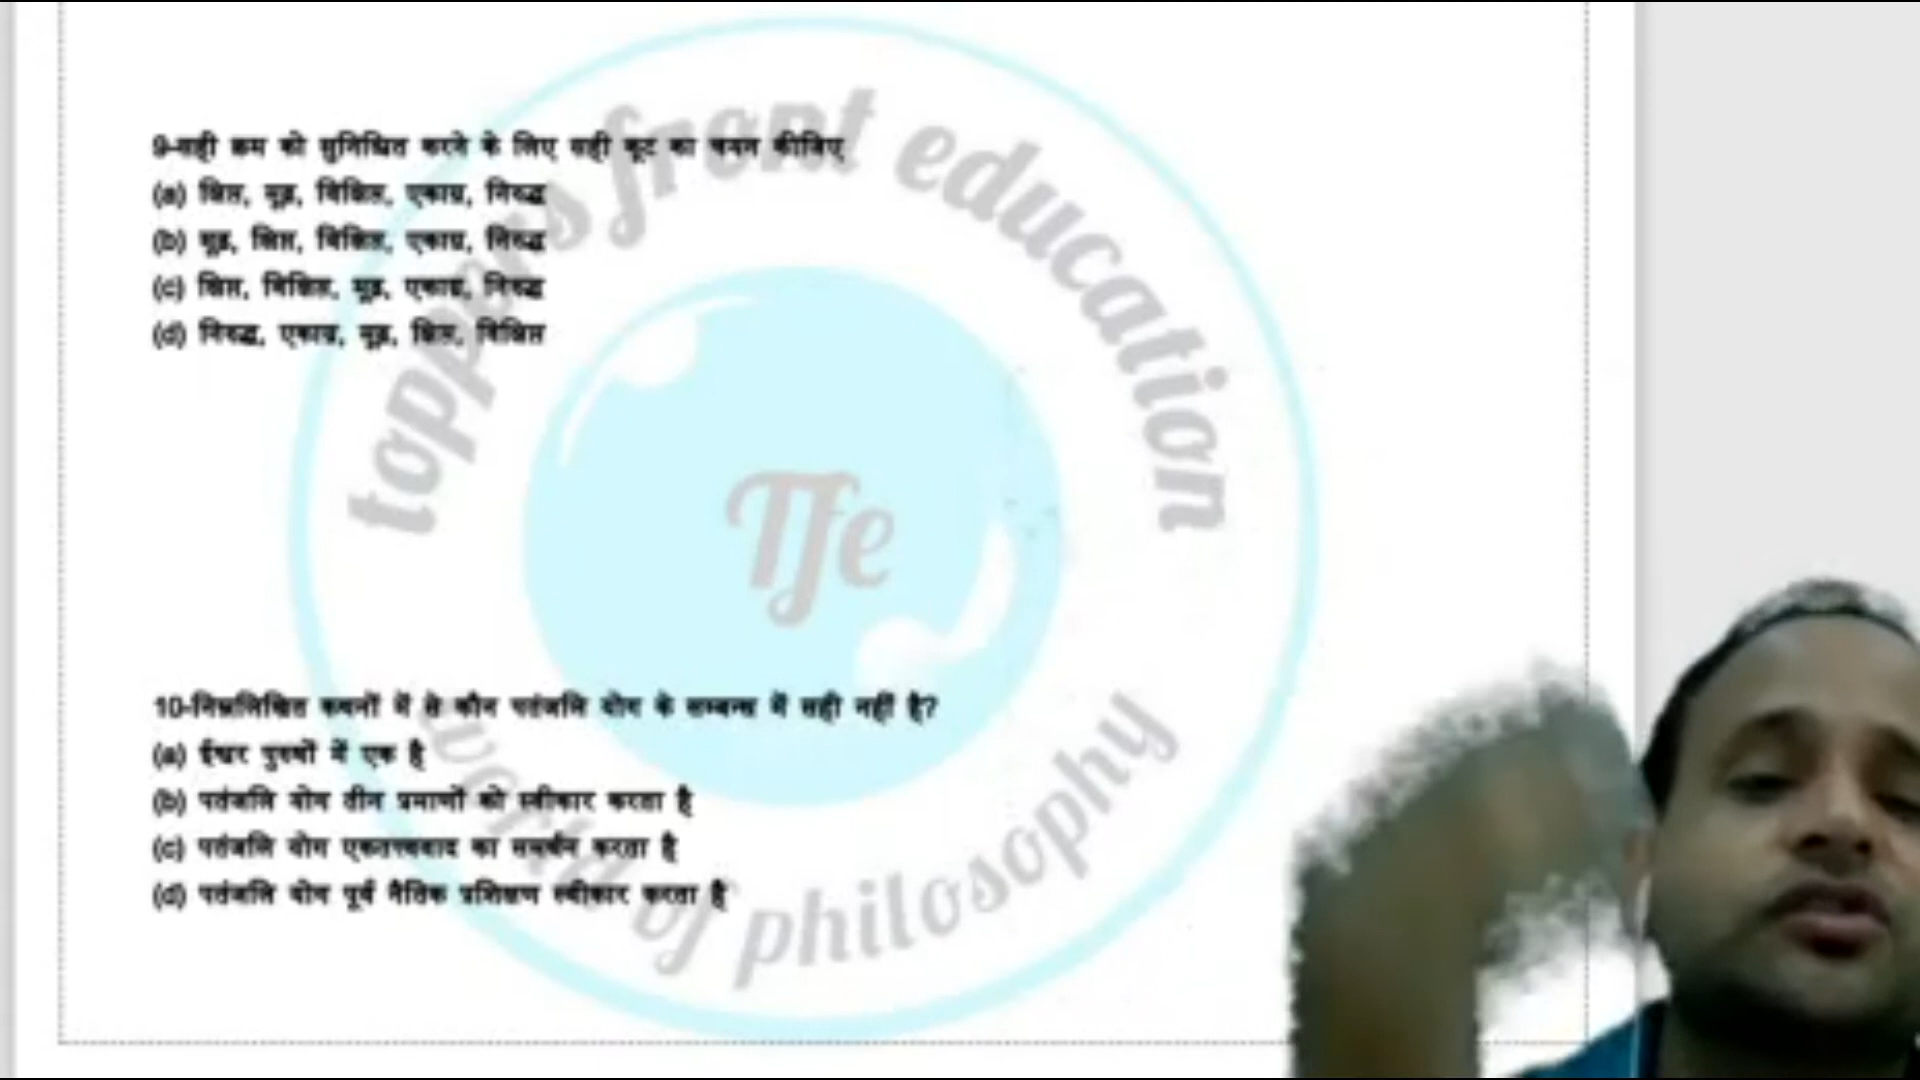 9-सही क्रम को सुनिश्चित करने के लिए सही कूट का चयन कीजिए
(a) क्षिप्त, मूढ़, विक्षिप्त, एकाग्र, निरुद्ध
(b) मूढ़, क्षिप्त, विक्षिप्त, एकाग्र, निरुद्ध
(c) क्षिप्त, विक्षिप्त, मूढ़, एकाग्र, निरुद्ध
(d) निरुद्ध, एकाग्र, मूढ़, क्षिप्त, विक्षिप्त
toppers front education
Tfe
10-निम्नलिखित कथनों में से कौन पतंजलि योग के सम्बन्ध में सही नहीं है?
(a) ईश्वर पुरुषों में एक है
(b) पतंजलि योग तीन प्रमाणों को स्वीकार करता है
(c) पतंजलि योग एकतत्त्ववाद का समर्थन करता है
(d) पतंजलि योग पूर्व नैतिक प्रशिक्षण स्वीकार करता है
world of philosophy